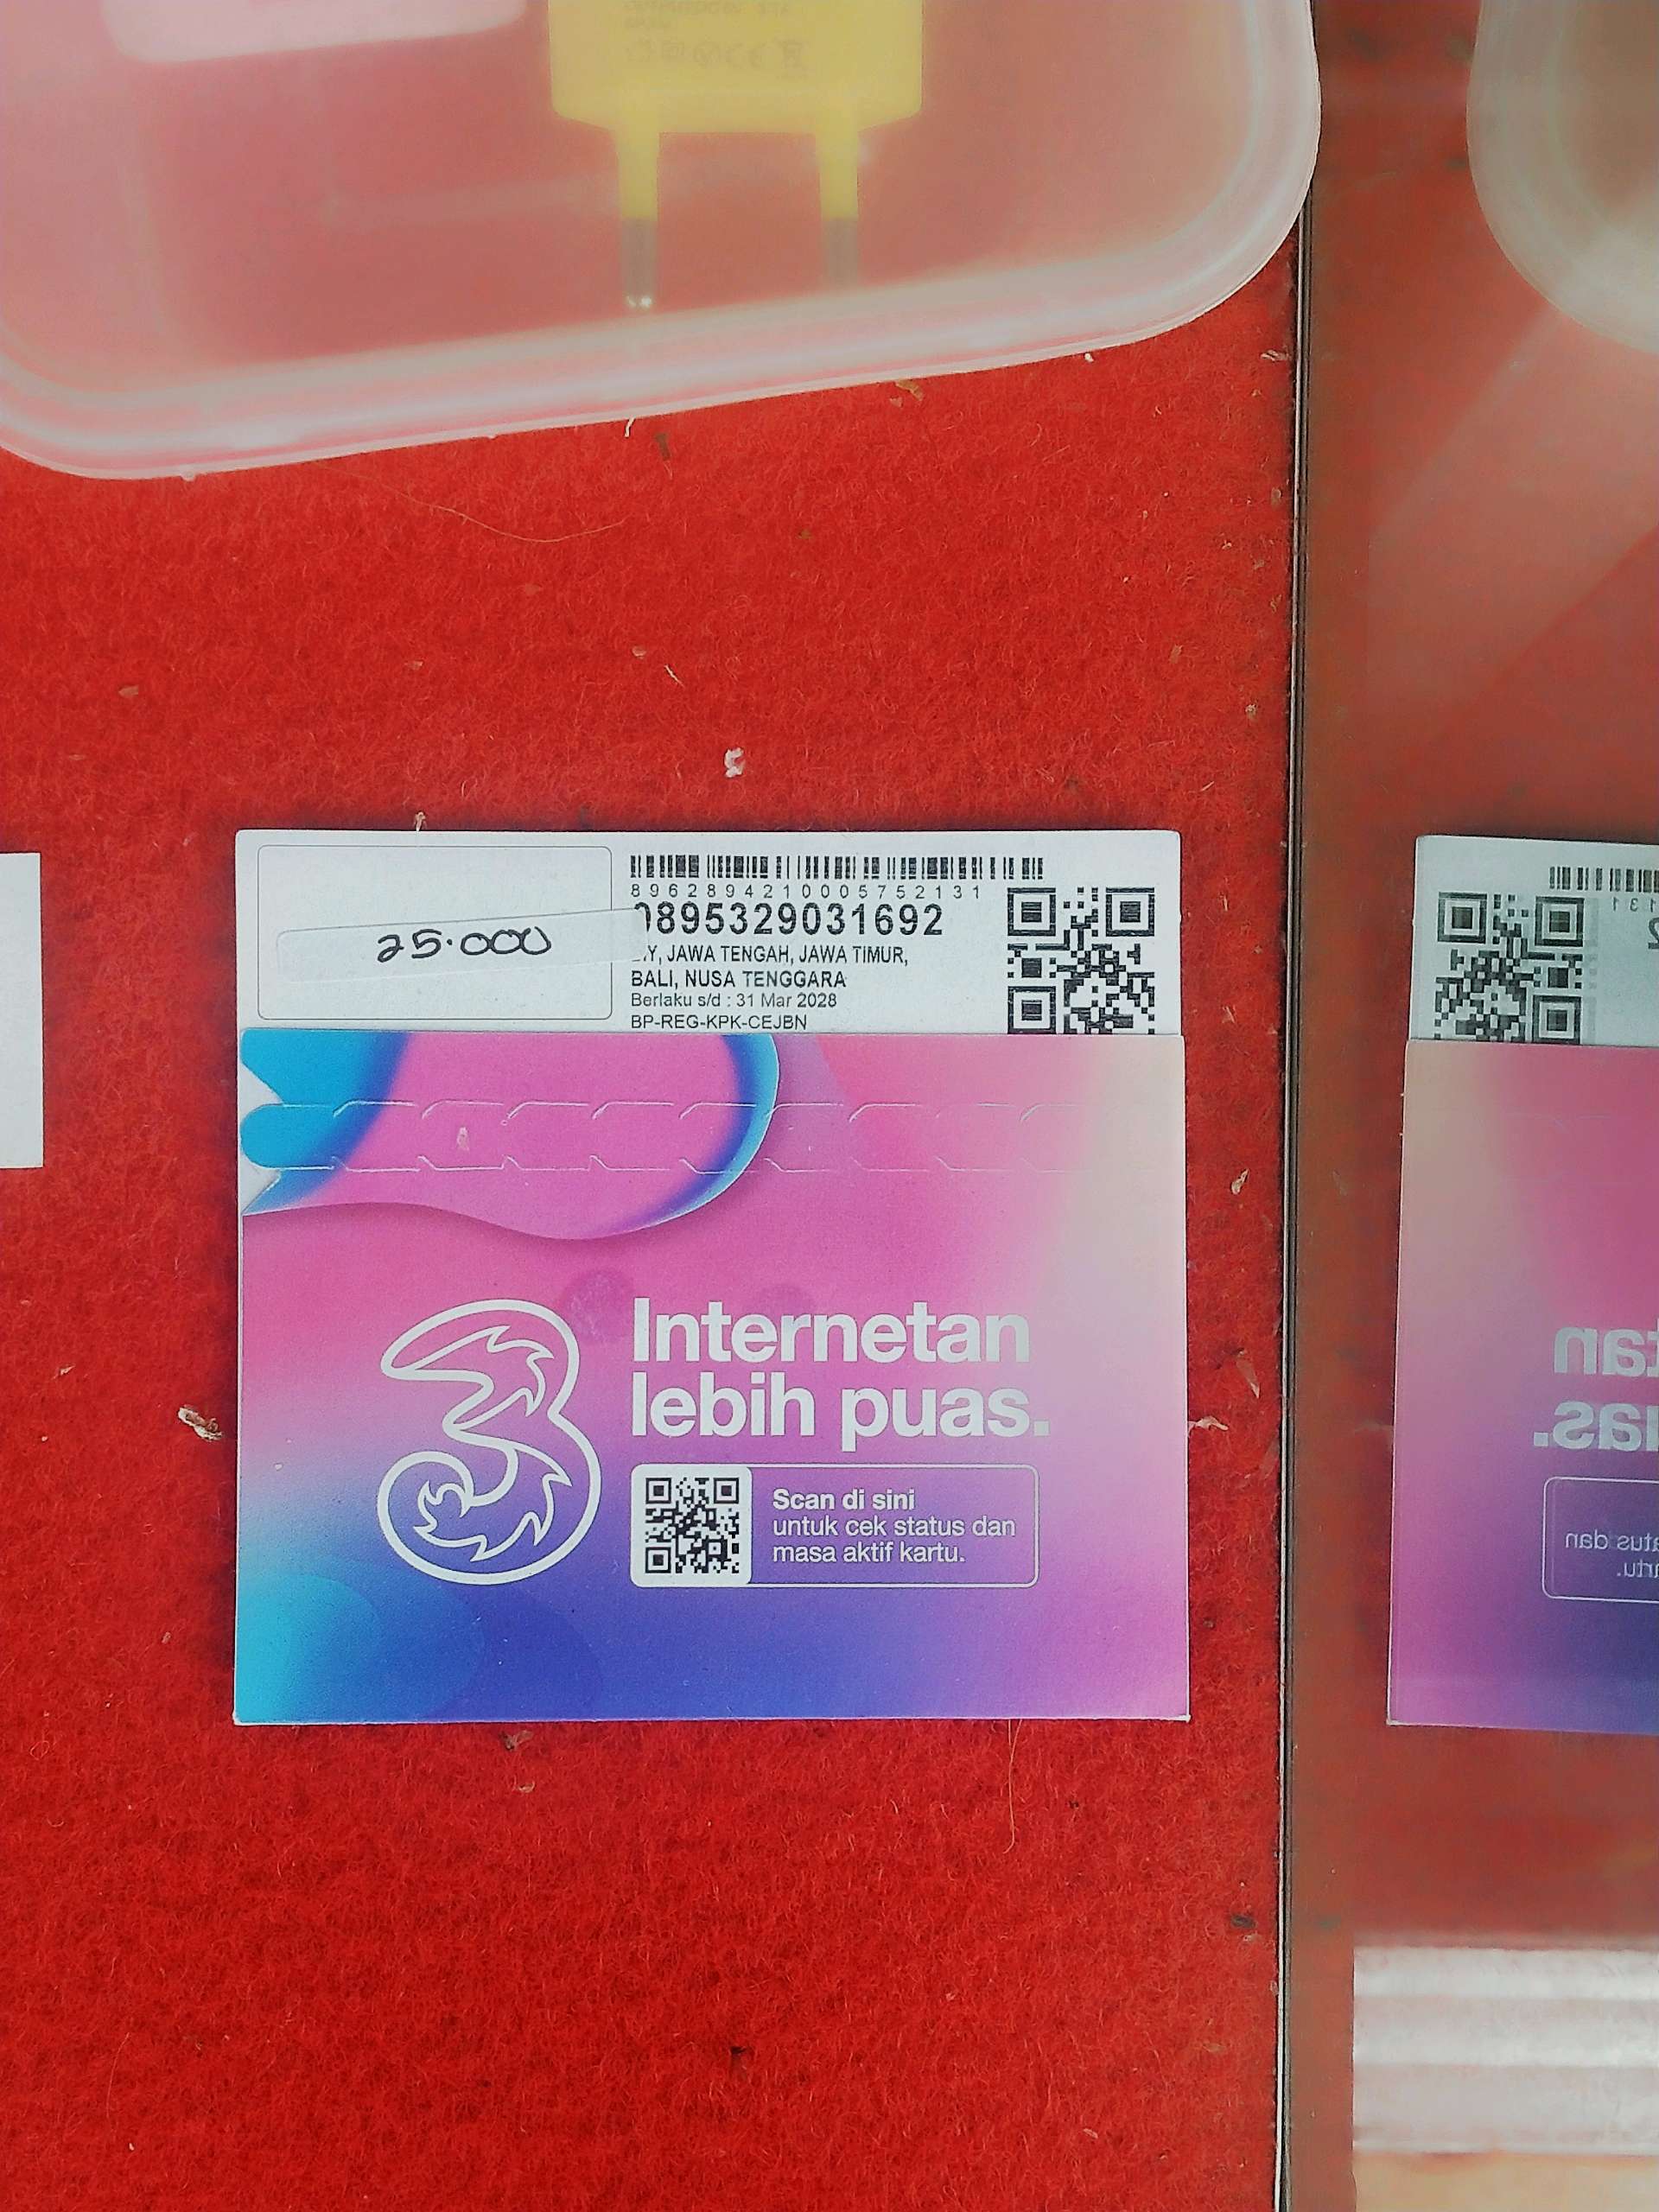 25.000
8962894210005752131
0895329031692
JAWA TENGAH, JAWA TIMUR,
BALI, NUSA TENGGARA
Berlaku s/d : 31 Mar 2028
BP-REG-KPK-CEJBN
3
Internetan
lebih puas.
Scan di sini
untuk cek status dan
masa aktif kartu.